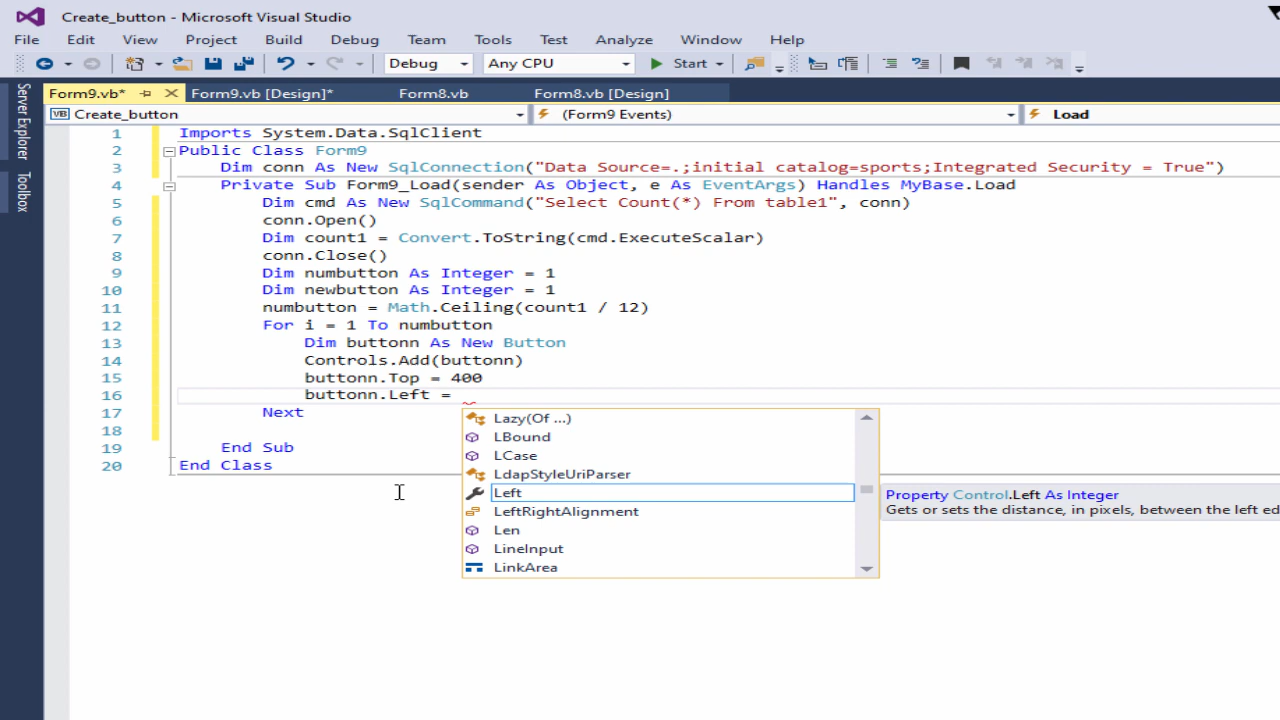 Create_button - Microsoft Visual Studio
File Edit View Project Build Debug Team Tools Test Analyze Window Help
Debug Any CPU Start
Server Explorer
Toolbox
Form9.vb* Form9.vb [Design]* Form8.vb Form8.vb [Design]
VB Create_button (Form9 Events) Load
1 Imports System.Data.SqlClient
2 Public Class Form9
3 Dim conn As New SqlConnection("Data Source=.;initial catalog=sports;Integrated Security = True")
4 Private Sub Form9_Load(sender As Object, e As EventArgs) Handles MyBase.Load
5 Dim cmd As New SqlCommand("Select Count(*) From table1", conn)
6 conn.Open()
7 Dim count1 = Convert.ToString(cmd.ExecuteScalar)
8 conn.Close()
9 Dim numbutton As Integer = 1
10 Dim newbutton As Integer = 1
11 numbutton = Math.Ceiling(count1 / 12)
12 For i = 1 To numbutton
13 Dim buttonn As New Button
14 Controls.Add(buttonn)
15 buttonn.Top = 400
16 buttonn.Left =
17 Next
18
19 End Sub
20 End Class
Lazy(Of ...)
LBound
LCase
LdapStyleUriParser
Left
LeftRightAlignment
Len
LineInput
LinkArea
Property Control.Left As Integer
Gets or sets the distance, in pixels, between the left ed